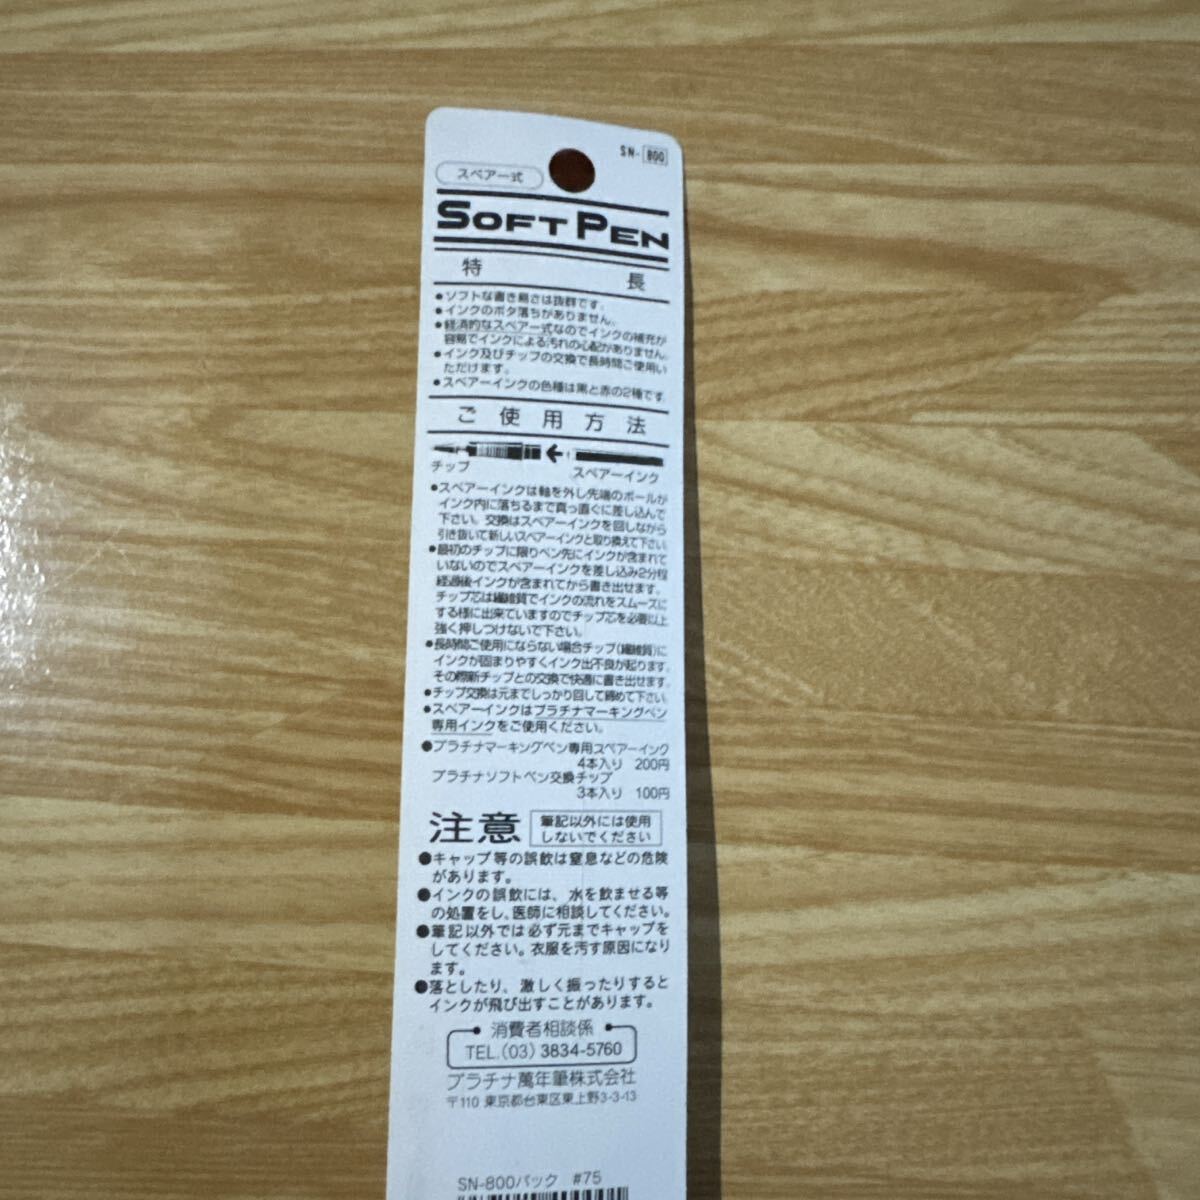 SN-800
スペアー式
SOFT PEN
特長
●ソフトな書き易さは抜群です。
●インクのボタ落ちがありません。
●経済的なスペアー式なのでインクの補充が
容易でインクによる汚れの心配がありません。
●インク及びチップの交換で長時間ご使用い
ただけます。
●スペアーインクの色種は黒と赤の2種です。
ご使用方法
チップ
スペアーインク
●スペアーインクは軸を外し先端のボールが
インク内に落ちるまで真っ直ぐに差し込んで
下さい。交換はスペアーインクを回しながら
引き抜いて新しいスペアーインクと取り換えて下さい。
●最初のチップに限りペン先にインクが含まれて
いないのでスペアーインクを差し込み2分程
経過後インクが含まれてから書き出せます。
チップ芯は繊維質でインクの流れをスムーズに
する様に出来ていますのでチップ芯を必要以上
強く押しつけないで下さい。
●長時間ご使用にならない場合チップ(繊維質)に
インクが固まりやすくインク出不良が起ります。
その際新チップとの交換で快適に書き出せます。
●チップ交換は元までしっかり回して締めて下さい。
●スペアーインクはプラチナマーキングペン
専用インクをご使用ください。
●プラチナマーキングペン専用スペアーインク
4本入り 200円
プラチナソフトペン交換チップ
3本入り 100円
注意 筆記以外には使用
しないでください
●キャップ等の誤飲は窒息などの危険
があります。
●インクの誤飲には、水を飲ませる等
の処置をし、医師に相談してください。
●筆記以外では必ず元までキャップを
してください。衣服を汚す原因になり
ます。
●落としたり、激しく振ったりすると
インクが飛び出すことがあります。
消費者相談係
TEL.(03)3834-5760
プラチナ萬年筆株式会社
〒110 東京都台東区東上野3-3-13
SN-800パック #75